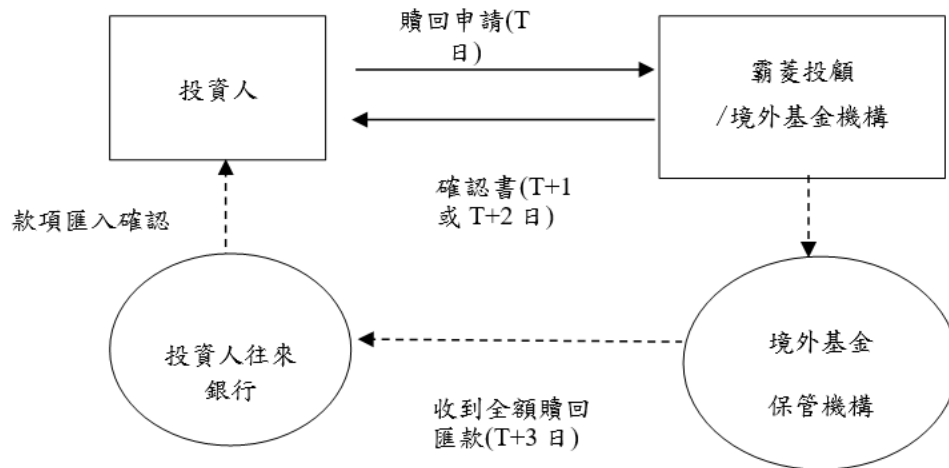 贖回申請(T
日)
投資人
霸菱投顧
/境外基金機構
確認書(T+1
或 T+2 日)
款項匯入確認
投資人往來
銀行
境外基金
保管機構
收到全額贖回
匯款(T+3 日)